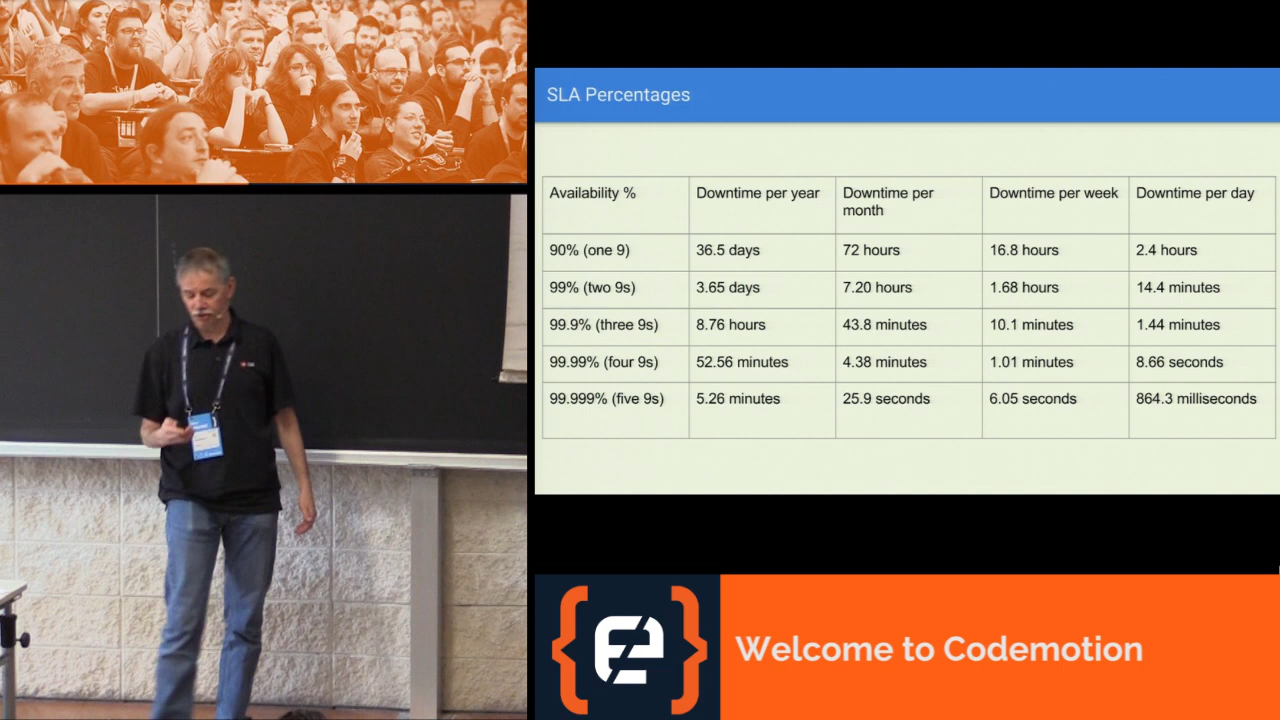 SLA Percentages
Availability % Downtime per year Downtime per month Downtime per week Downtime per day
90% (one 9) 36.5 days 72 hours 16.8 hours 2.4 hours
99% (two 9s) 3.65 days 7.20 hours 1.68 hours 14.4 minutes
99.9% (three 9s) 8.76 hours 43.8 minutes 10.1 minutes 1.44 minutes
99.99% (four 9s) 52.56 minutes 4.38 minutes 1.01 minutes 8.66 seconds
99.999% (five 9s) 5.26 minutes 25.9 seconds 6.05 seconds 864.3 milliseconds
Welcome to Codemotion